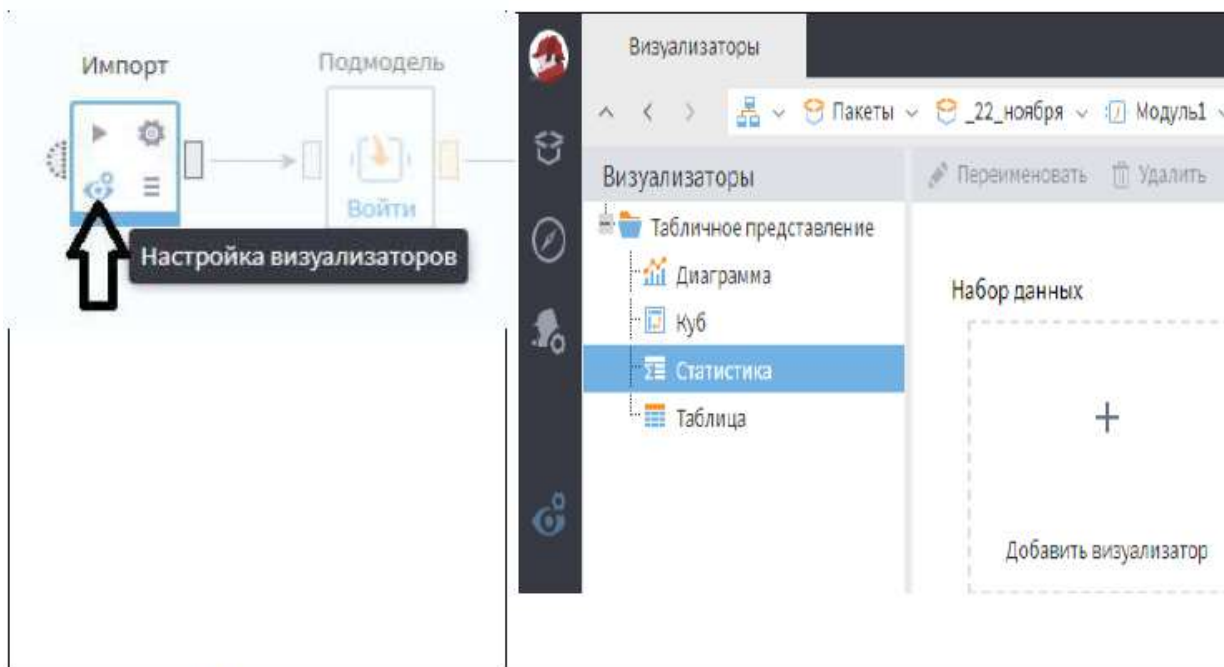 Импорт
Подмодель
Войти
Настройка визуализаторов
Визуализаторы
Пакеты
_22_ноября
Модуль1
Визуализаторы
Переименовать
Удалить
Табличное представление
Диаграмма
Куб
Статистика
Таблица
Набор данных
Добавить визуализатор